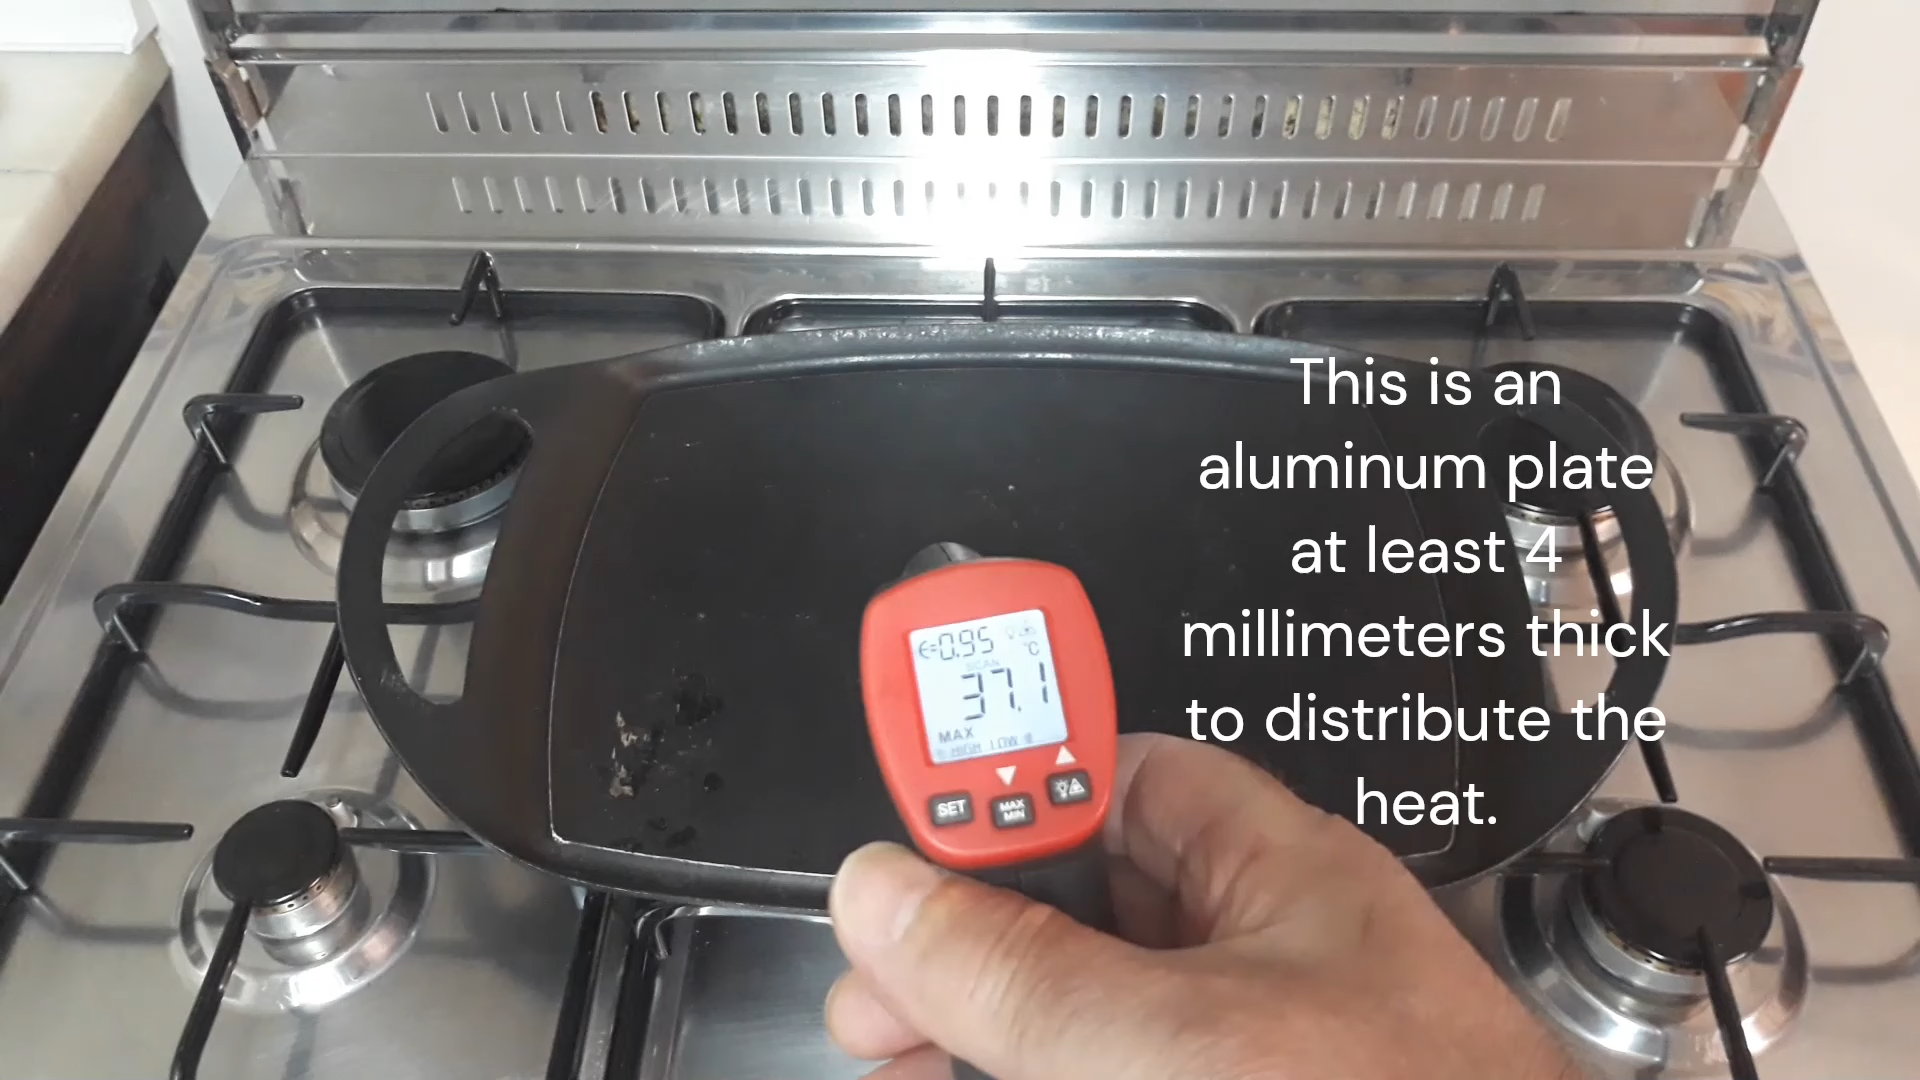 This is an
aluminum plate
at least 4
millimeters thick
to distribute the
heat.
€=0.95
°C
SCAN
37.1
MAX
HIGH LOW
SET
MAX
MIN